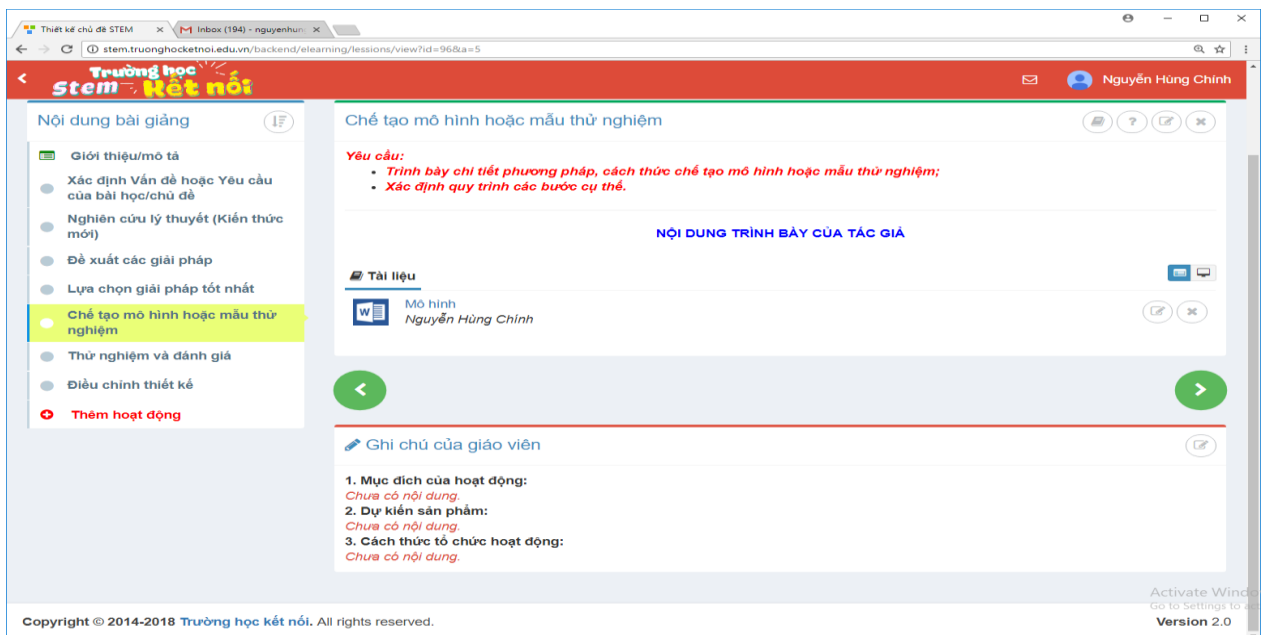 Thiết kế chủ đề STEM
Inbox (194) - nguyenhun
stem.truonghocketnoi.edu.vn/backend/elearning/lessions/view?id=96&a=5
Trường học
Stem Kết nối
Nguyễn Hùng Chính
Nội dung bài giảng
Giới thiệu/mô tả
Xác định Vấn đề hoặc Yêu cầu
của bài học/chủ đề
Nghiên cứu lý thuyết (Kiến thức
mới)
Đề xuất các giải pháp
Lựa chọn giải pháp tốt nhất
Chế tạo mô hình hoặc mẫu thử
nghiệm
Thử nghiệm và đánh giá
Điều chỉnh thiết kế
Thêm hoạt động
Chế tạo mô hình hoặc mẫu thử nghiệm
Yêu cầu:
Trình bày chi tiết phương pháp, cách thức chế tạo mô hình hoặc mẫu thử nghiệm;
Xác định quy trình các bước cụ thể.
NỘI DUNG TRÌNH BÀY CỦA TÁC GIẢ
Tài liệu
Mô hình
Nguyễn Hùng Chính
Ghi chú của giáo viên
1. Mục đích của hoạt động:
Chưa có nội dung.
2. Dự kiến sản phẩm:
Chưa có nội dung.
3. Cách thức tổ chức hoạt động:
Chưa có nội dung.
Activate Windo
Go to Settings to a
Copyright © 2014-2018 Trường học kết nối. All rights reserved.
Version 2.0